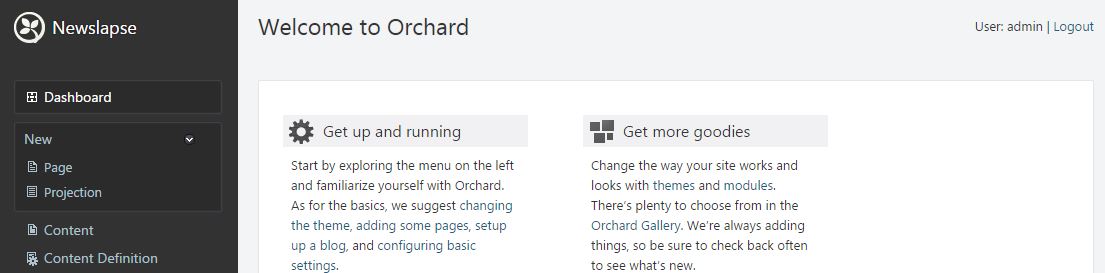 Newslapse
Welcome to Orchard
User: admin | Logout
Dashboard
New
Page
Projection
Content
Content Definition
Get up and running
Start by exploring the menu on the left
and familiarize yourself with Orchard.
As for the basics, we suggest changing
the theme, adding some pages, setup
up a blog, and configuring basic
settings.
Get more goodies
Change the way your site works and
looks with themes and modules.
There's plenty to choose from in the
Orchard Gallery. We're always adding
things, so be sure to check back often
to see what's new.